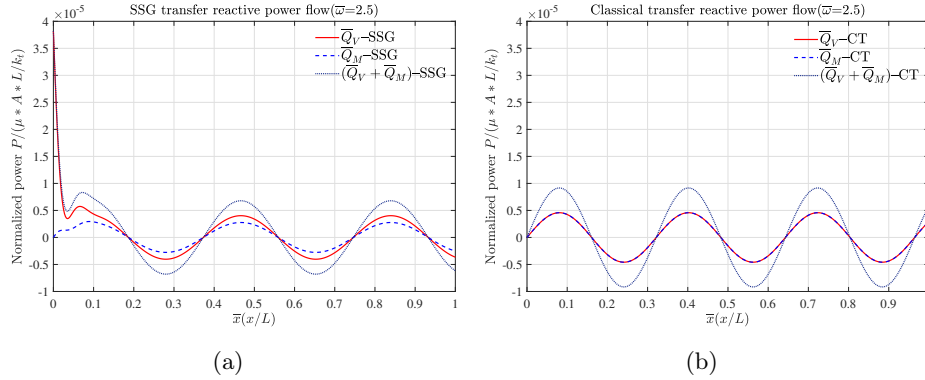 SSG transfer reactive power flow(ω̅=2.5)
×10⁻⁵
Normalized power P/(μ * A * L/kₜ)
4
3.5
3
2.5
2
1.5
1
0.5
0
-0.5
-1
Q̅_V–SSG
Q̅_M–SSG
(Q̅_V + Q̅_M)–SSG
0 0.1 0.2 0.3 0.4 0.5 0.6 0.7 0.8 0.9 1
x̅(x/L)
(a)
Classical transfer reactive power flow(ω̅=2.5)
×10⁻⁵
Normalized power P/(μ * A * L/kₜ)
4
3.5
3
2.5
2
1.5
1
0.5
0
-0.5
-1
Q̅_V–CT
Q̅_M–CT
(Q̅_V + Q̅_M)–CT
0 0.1 0.2 0.3 0.4 0.5 0.6 0.7 0.8 0.9
x̅(x/L)
(b)